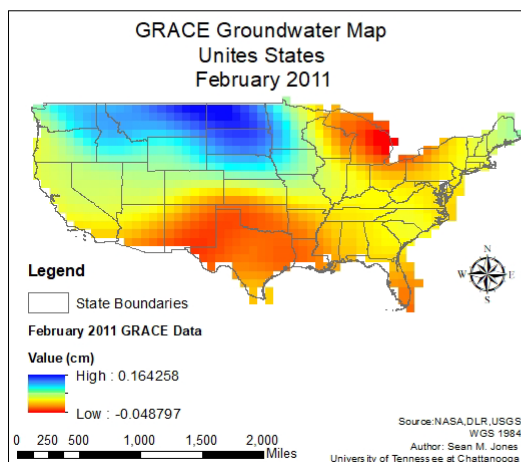 GRACE Groundwater Map
Unites States
February 2011
N
W E
S
Legend
State Boundaries
February 2011 GRACE Data
Value (cm)
High : 0.164258
Low : -0.048797
0 250 500 1,000 1,500 2,000 Miles
Source:NASA,DLR,USGS
WGS 1984
Author: Sean M. Jones
University of Tennesee at Chattanooga